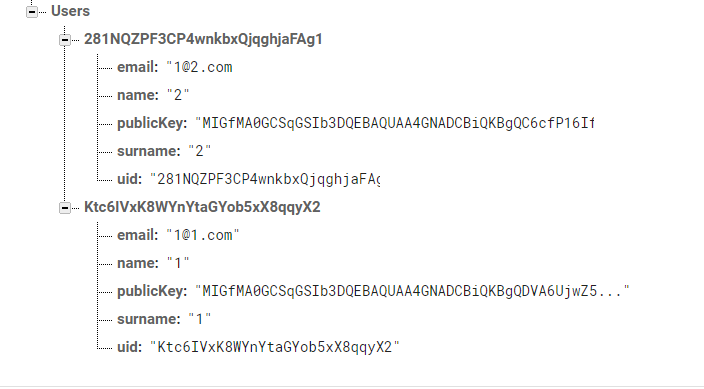 Users
281NQZPF3CP4wnkbxQjqghjaFAg1
email: "1@2.com
name: "2"
publicKey: "MIGfMA0GCSqGSIb3DQEBAQUAA4GNADCBiQKBgQC6cfP16If
surname: "2"
uid: "281NQZPF3CP4wnkbxQjqghjaFAg
Ktc6IVxK8WYnYtaGYob5xX8qqyX2
email: "1@1.com"
name: "1"
publicKey: "MIGfMA0GCSqGSIb3DQEBAQUAA4GNADCBiQKBgQDVA6UjwZ5..."
surname: "1"
uid: "Ktc6IVxK8WYnYtaGYob5xX8qqyX2"